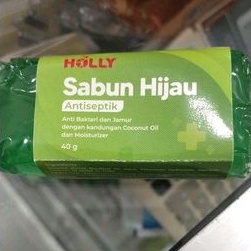 HOLLY
Sabun Hijau
Antiseptik
Anti Bakteri dan Jamur
dengan kandungan Coconut Oil
dan Moisturizer
40 g